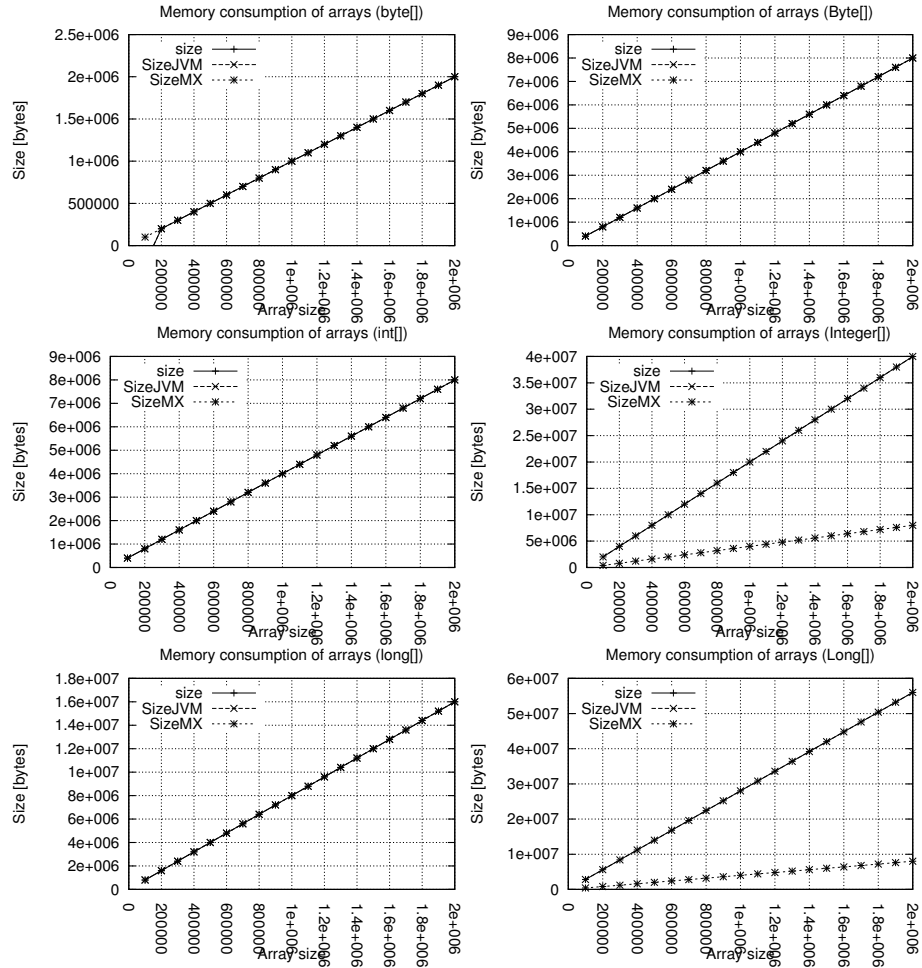 Memory consumption of arrays (byte[])
2.5e+006
2e+006
1.5e+006
1e+006
500000
0
size
SizeJVM
SizeMX
Size [bytes]
0
200000
400000
600000
800000
1e+006
1.2e+006
1.4e+006
1.6e+006
1.8e+006
2e+006
Array size
Memory consumption of arrays (Byte[])
9e+006
8e+006
7e+006
6e+006
5e+006
4e+006
3e+006
2e+006
1e+006
0
size
SizeJVM
SizeMX
Size [bytes]
0
200000
400000
600000
800000
1e+006
1.2e+006
1.4e+006
1.6e+006
1.8e+006
2e+006
Array size
Memory consumption of arrays (int[])
9e+006
8e+006
7e+006
6e+006
5e+006
4e+006
3e+006
2e+006
1e+006
0
size
SizeJVM
SizeMX
Size [bytes]
0
200000
400000
600000
800000
1e+006
1.2e+006
1.4e+006
1.6e+006
1.8e+006
2e+006
Array size
Memory consumption of arrays (Integer[])
4e+007
4e+007
3e+007
2e+007
2e+007
2e+007
1e+007
5e+006
0
size
SizeJVM
SizeMX
Size [bytes]
0
200000
400000
600000
800000
1e+006
1.2e+006
1.4e+006
1.6e+006
1.8e+006
2e+006
Array size
Memory consumption of arrays (long[])
1.8e+007
1.6e+007
1.4e+007
1.2e+007
1e+007
8e+006
6e+006
4e+006
2e+006
0
size
SizeJVM
SizeMX
Size [bytes]
0
200000
400000
600000
800000
1e+006
1.2e+006
1.4e+006
1.6e+006
1.8e+006
2e+006
Array size
Memory consumption of arrays (Long[])
6e+007
5e+007
4e+007
3e+007
2e+007
1e+007
0
size
SizeJVM
SizeMX
Size [bytes]
0
200000
400000
600000
800000
1e+006
1.2e+006
1.4e+006
1.6e+006
1.8e+006
2e+006
Array size